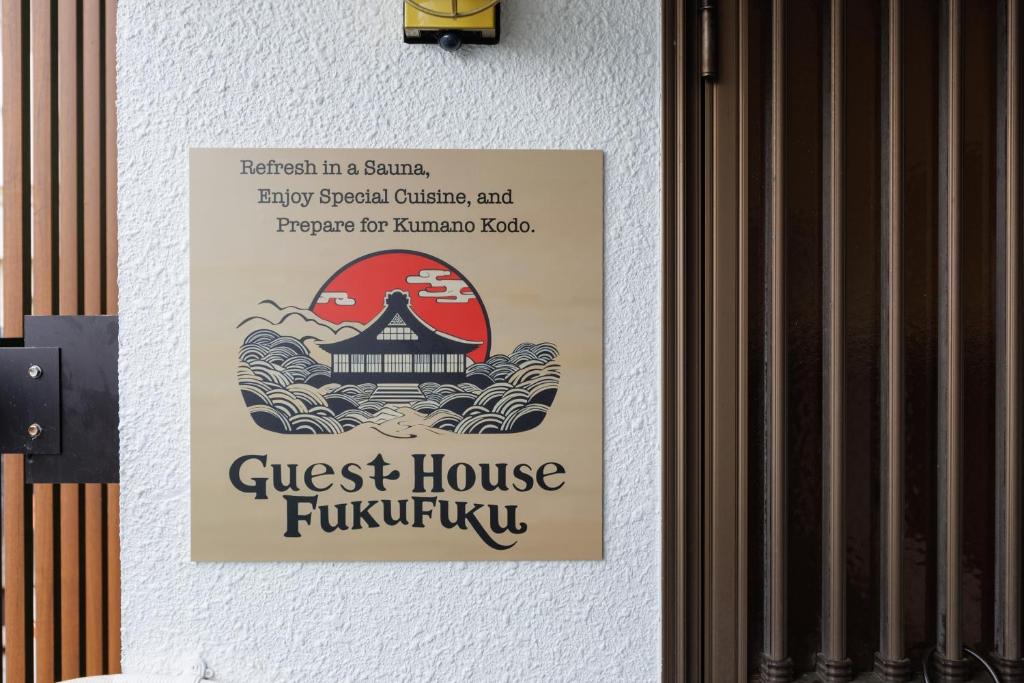 Refresh in a Sauna,
Enjoy Special Cuisine, and
Prepare for Kumano Kodo.
Guest House
FUKUFUKU